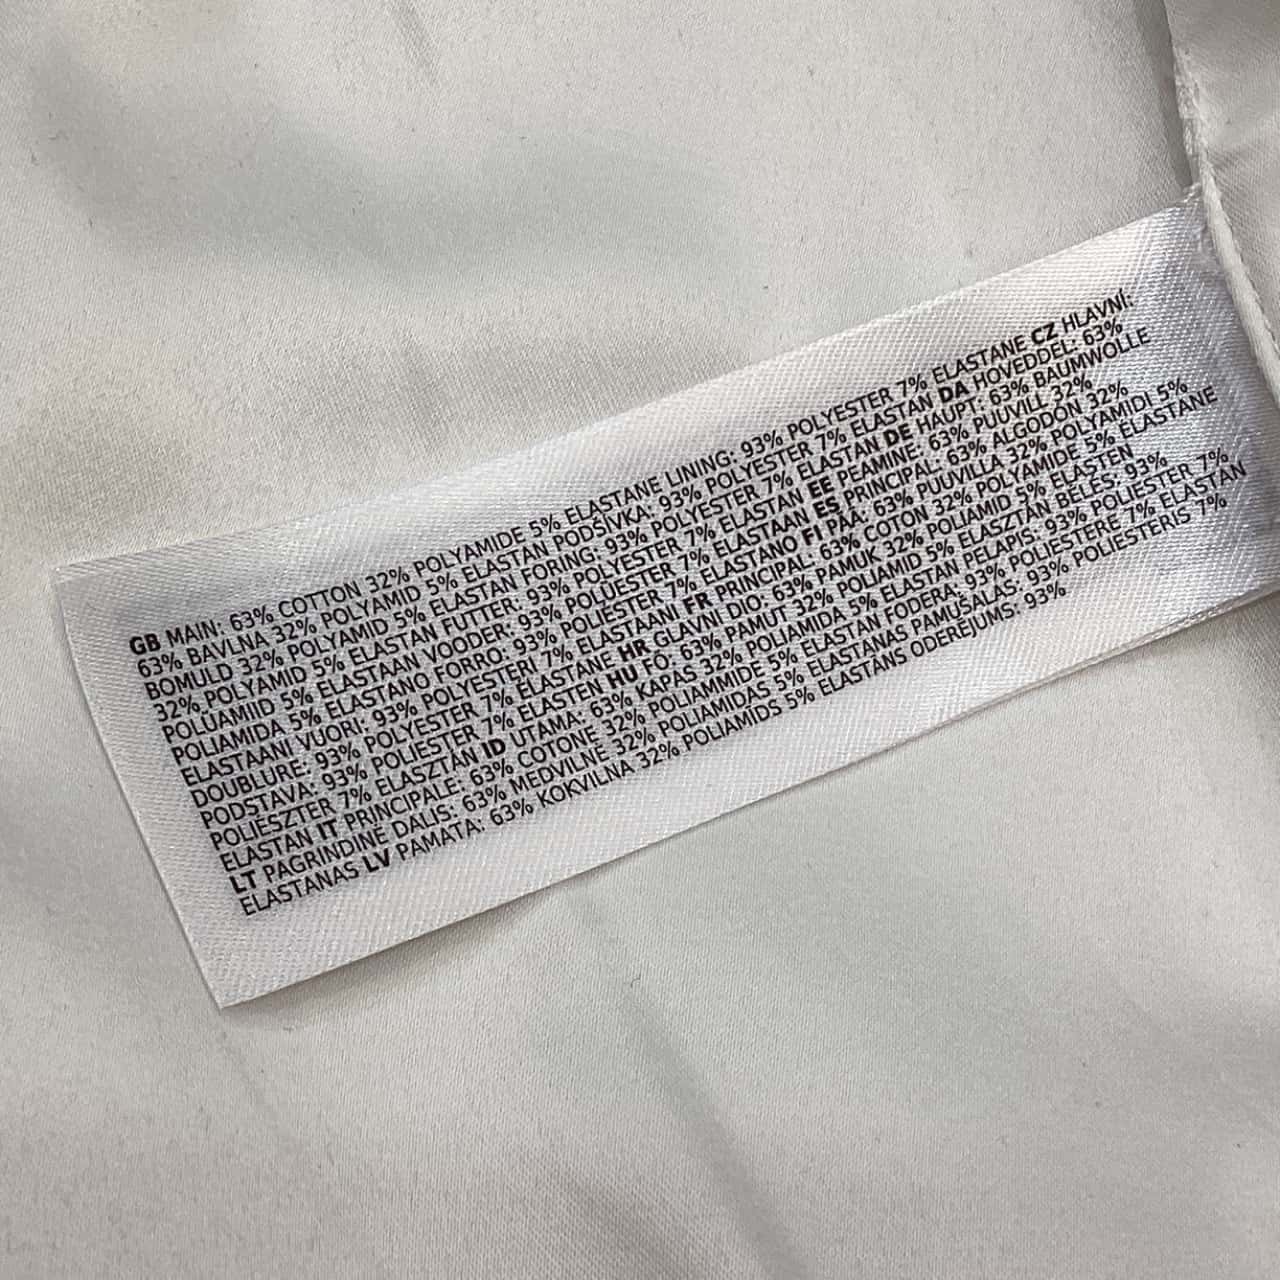 GB MAIN: 63% COTTON 32% POLYAMIDE 5% ELASTANE LINING: 93% POLYESTER 7% ELASTANE CZ HLAVNÍ:
63% BAVLNA 32% POLYAMID 5% ELASTAN PODŠÍVKA: 93% POLYESTER 7% ELASTAN DA HOVEDDEL: 63%
BOMULD 32% POLYAMID 5% ELASTAN FORING: 93% POLYESTER 7% ELASTAN DE HAUPT: 63% BAUMWOLLE
32% POLYAMID 5% ELASTAN FUTTER: 93% POLYESTER 7% ELASTAN EE PEAMINE: 63% PUUVILL 32%
POLÜAMIID 5% ELASTAAN VOODER: 93% POLÜESTER 7% ELASTAAN ES PRINCIPAL: 63% ALGODÓN 32%
POLIAMIDA 5% ELASTANO FORRO: 93% POLIÉSTER 7% ELASTANO FI PÄÄ: 63% PUUVILLA 32% POLYAMIDI 5%
ELASTAANI VUORI: 93% POLYESTERI 7% ELASTAANI FR PRINCIPAL: 63% COTON 32% POLYAMIDE 5% ELASTANE
DOUBLURE: 93% POLYESTER 7% ELASTANE HR GLAVNI DIO: 63% PAMUK 32% POLIAMID 5% ELASTEN
PODSTAVA: 93% POLIESTER 7% ELASTEN HU FŐ: 63% PAMUT 32% POLIAMID 5% ELASZTÁN BÉLÉS: 93%
POLIÉSZTER 7% ELASZTÁN ID UTAMA: 63% KAPAS 32% POLIAMIDA 5% ELASTAN PELAPIS: 93% POLIESTER 7%
ELASTAN IT PRINCIPALE: 63% COTONE 32% POLIAMMIDE 5% ELASTAN FODERA: 93% POLIESTERE 7% ELASTAN
LT PAGRINDINĖ DALIS: 63% MEDVILNĖ 32% POLIAMIDAS 5% ELASTANAS PAMUŠALAS: 93% POLIESTERIS 7%
ELASTANAS LV PAMATA: 63% KOKVILNA 32% POLIAMĪDS 5% ELASTĀNS ODERĒJUMS: 93%